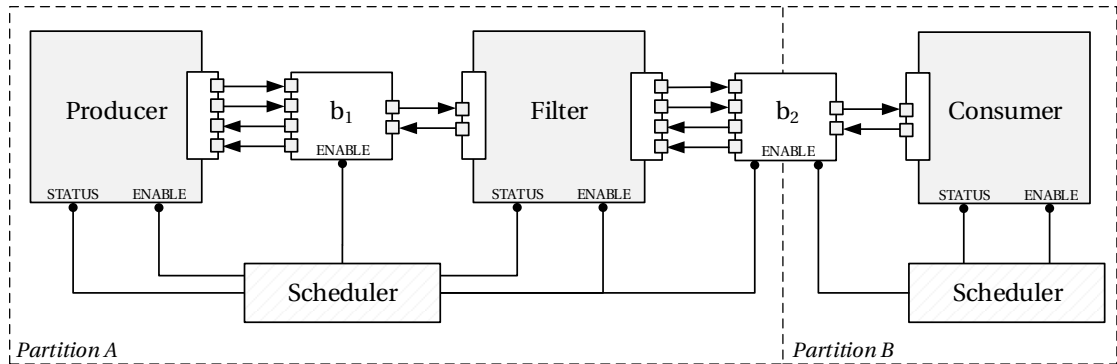 Producer
b1
Filter
b2
Consumer
ENABLE
ENABLE
STATUS
ENABLE
STATUS
ENABLE
STATUS
ENABLE
Scheduler
Scheduler
Partition A
Partition B